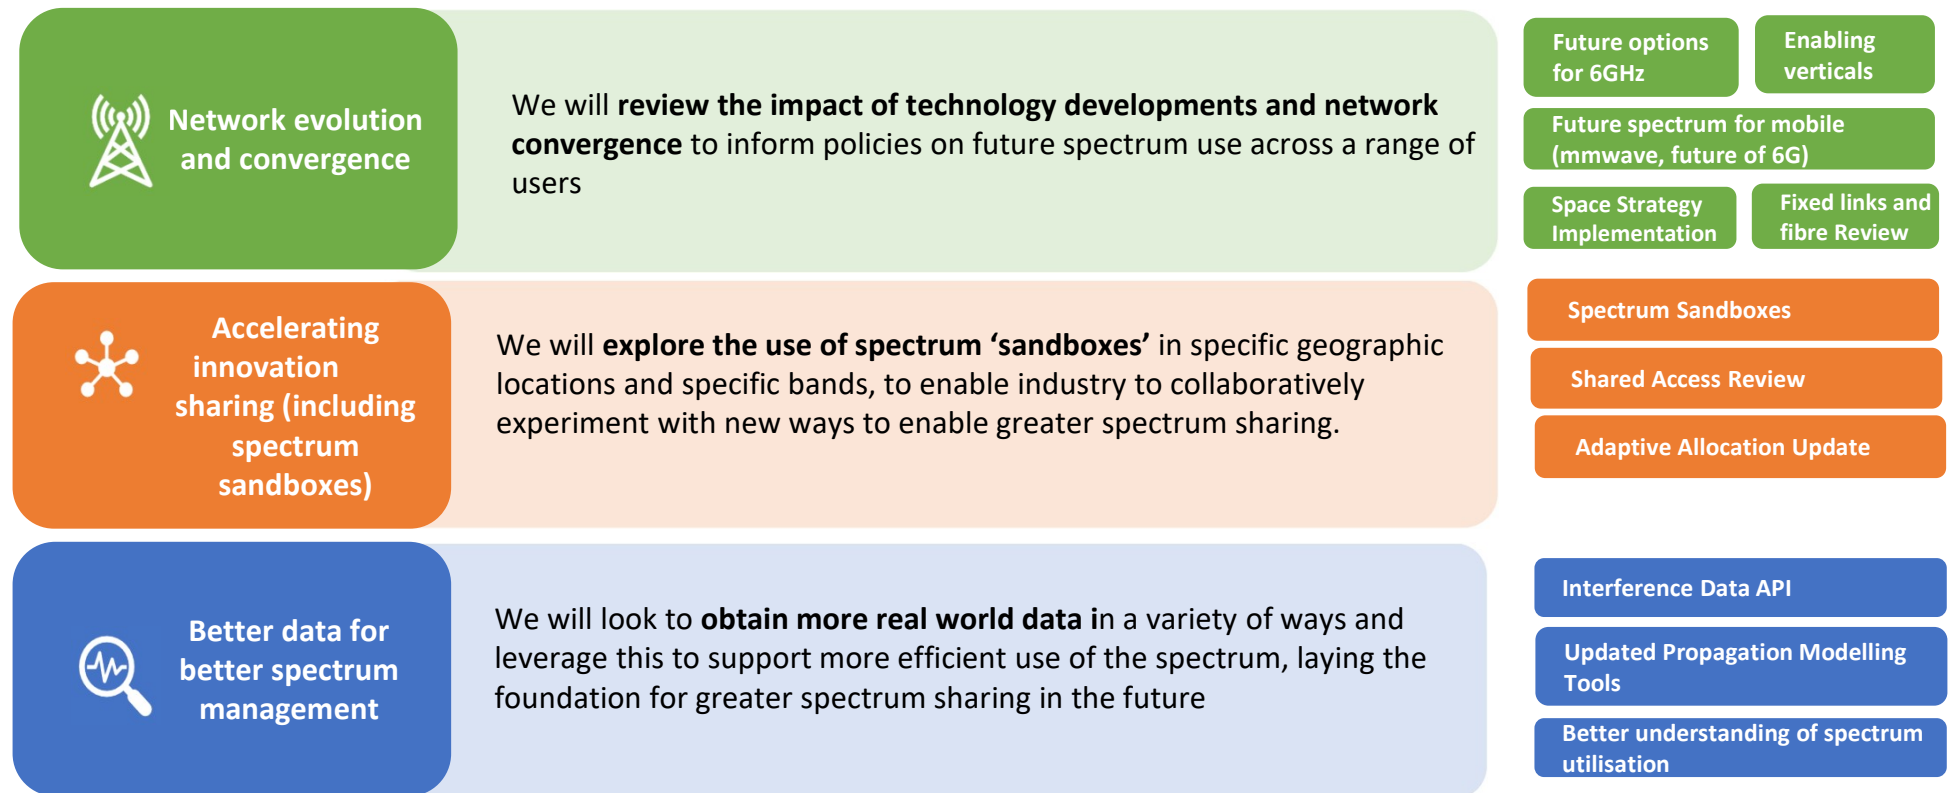 Network evolution
and convergence
We will review the impact of technology developments and network
convergence to inform policies on future spectrum use across a range of
users
Future options
for 6GHz
Enabling
verticals
Future spectrum for mobile
(mmwave, future of 6G)
Space Strategy
Implementation
Fixed links and
fibre Review
Accelerating
innovation
sharing (including
spectrum
sandboxes)
We will explore the use of spectrum ‘sandboxes’ in specific geographic
locations and specific bands, to enable industry to collaboratively
experiment with new ways to enable greater spectrum sharing.
Spectrum Sandboxes
Shared Access Review
Adaptive Allocation Update
Better data for
better spectrum
management
We will look to obtain more real world data in a variety of ways and
leverage this to support more efficient use of the spectrum, laying the
foundation for greater spectrum sharing in the future
Interference Data API
Updated Propagation Modelling
Tools
Better understanding of spectrum
utilisation